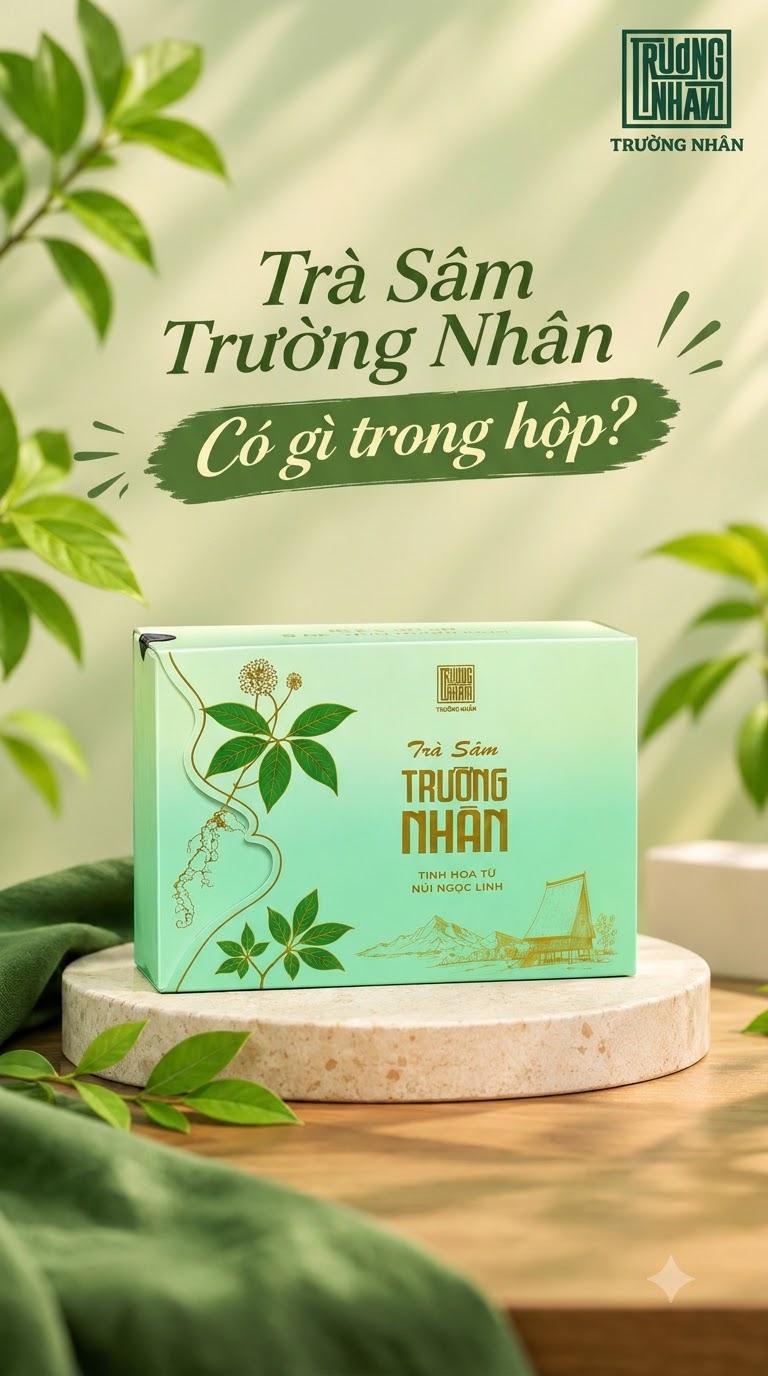 TRƯỜNG
NHÂN
TRƯỜNG NHÂN
Trà Sâm
Trường Nhân
Có gì trong hộp?
TRƯỜNG
NHÂN
TRƯỜNG NHÂN
Trà Sâm
TRƯỜNG
NHÂN
TINH HOA TỪ
NÚI NGỌC LINH